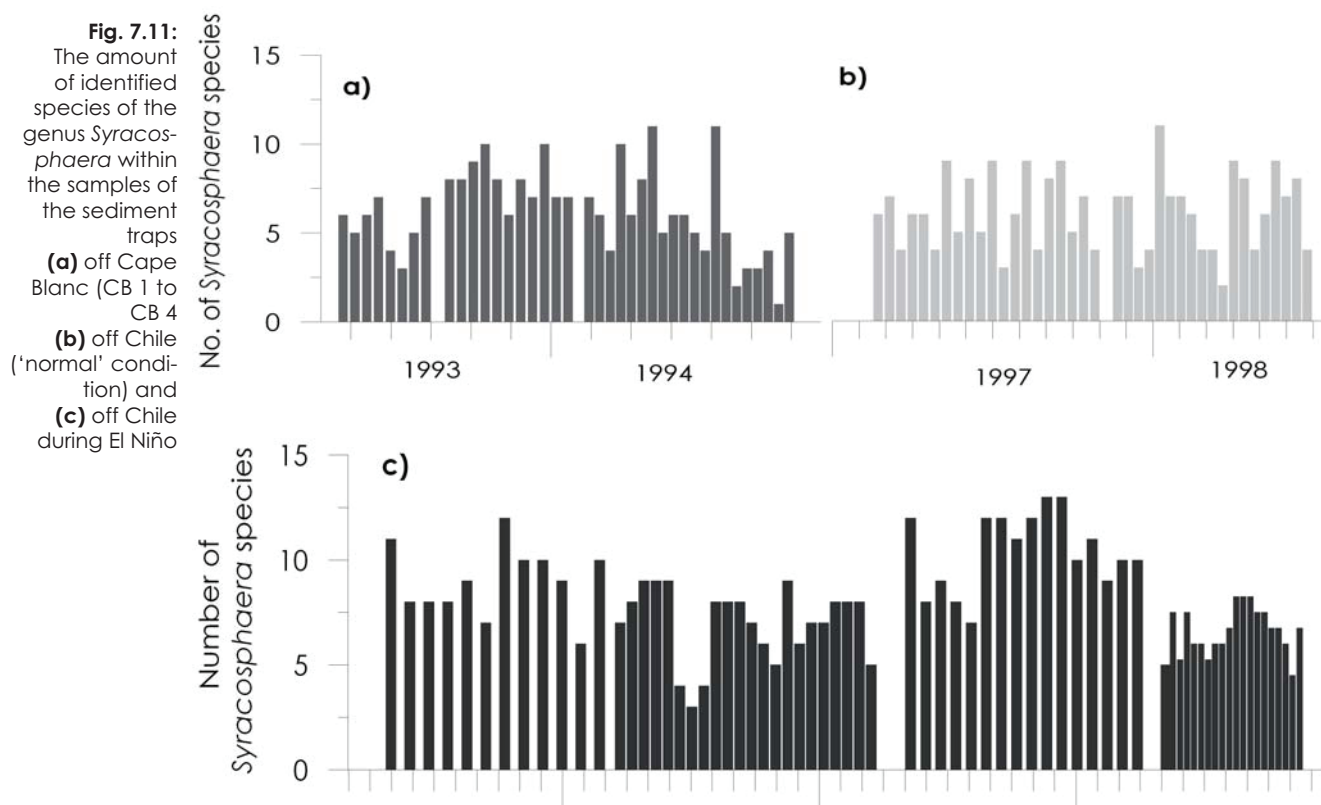 Fig. 7.11:
The amount
of identified
species of the
genus Syracos-
phaera within
the samples of
the sediment
traps
(a) off Cape
Blanc (CB 1 to
CB 4
(b) off Chile
('normal' condi-
tion) and
(c) off Chile
during El Niño
No. of Syracosphaera species
15
10
5
0
a)
1993
1994
b)
1997
1998
Number of
Syracosphaera species
15
10
5
0
c)